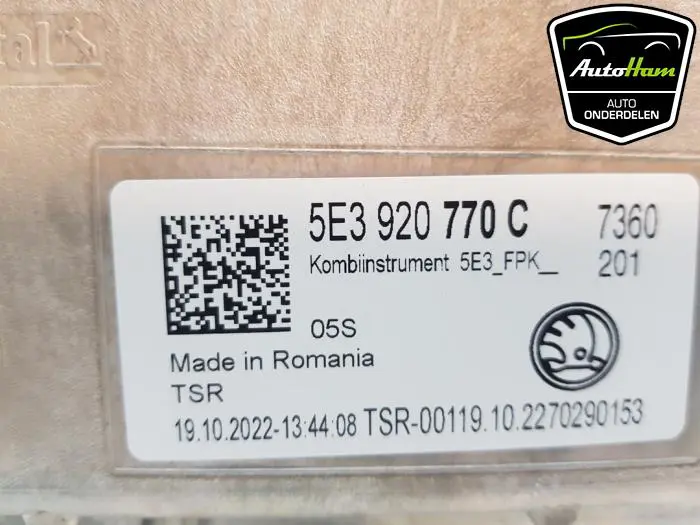 tal
AutoHam
AUTO
ONDERDELEN
5E3 920 770 C 7360
Kombiinstrument 5E3_FPK__ 201
05S
Made in Romania
TSR
19.10.2022-13:44:08 TSR-00119.10.2270290153